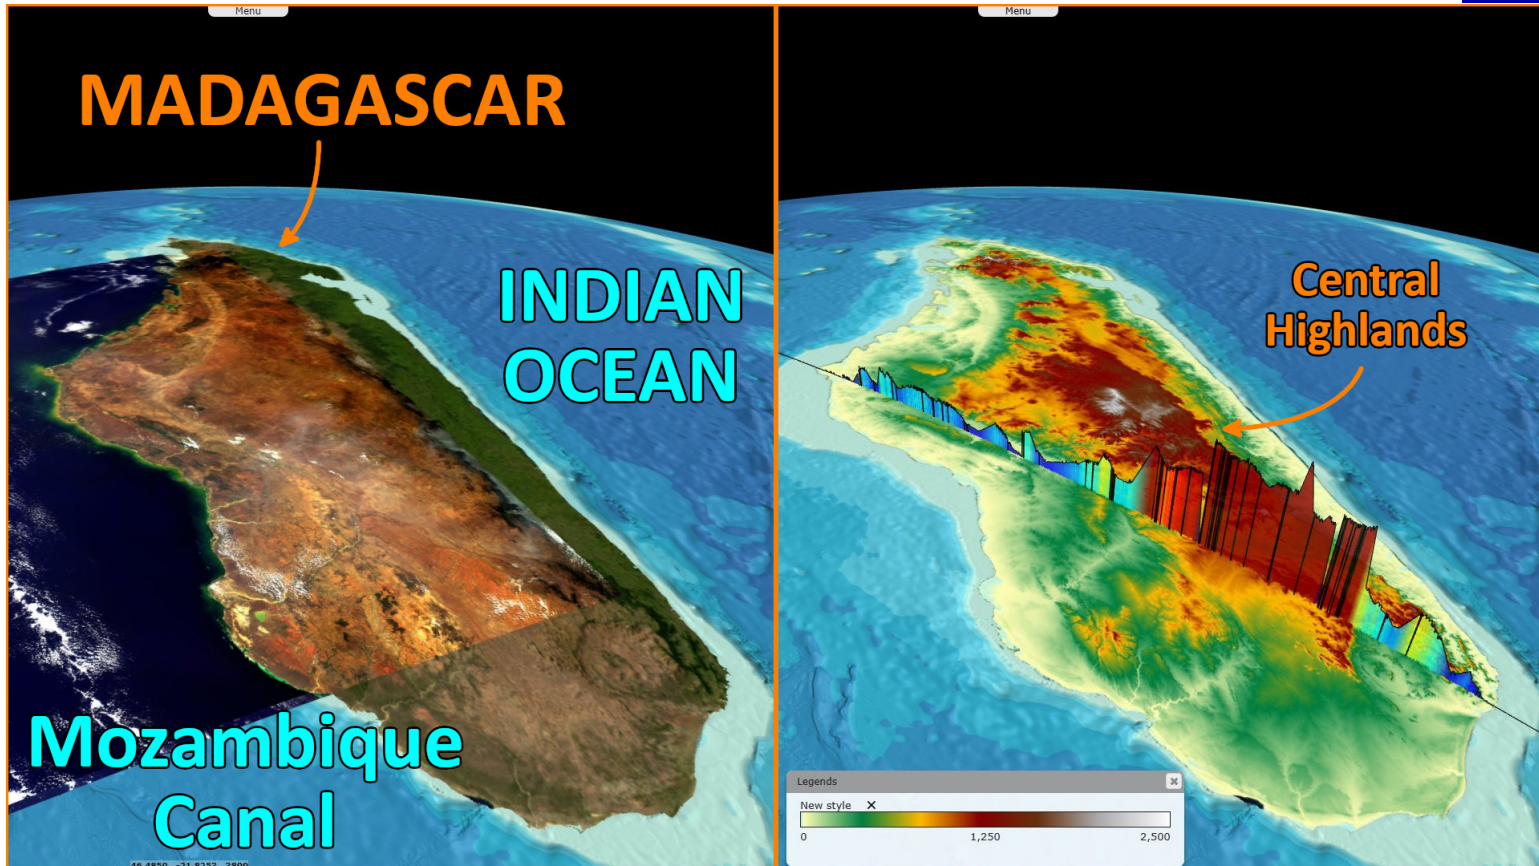 Menu
MADAGASCAR
INDIAN
OCEAN
Mozambique
Canal
Menu
Central
Highlands
Legends
New style
0 1,250 2,500